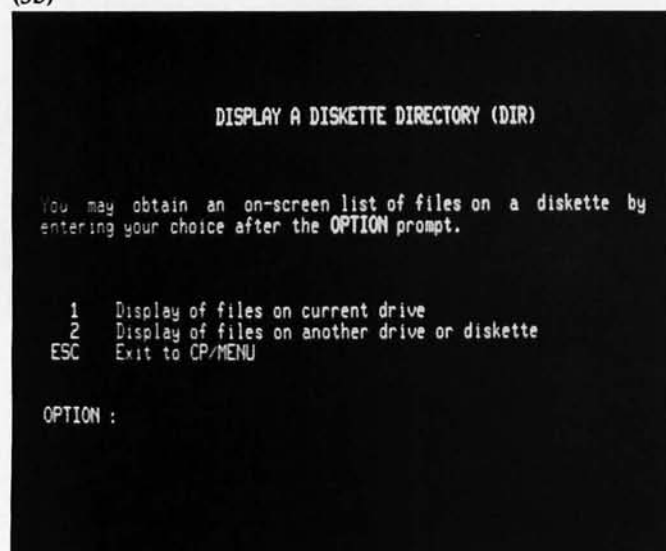 DISPLAY A DISKETTE DIRECTORY (DIR)
You may obtain an on-screen list of files on a diskette by
entering your choice after the OPTION prompt.
1 Display of files on current drive
2 Display of files on another drive or diskette
ESC Exit to CP/MENU
OPTION :